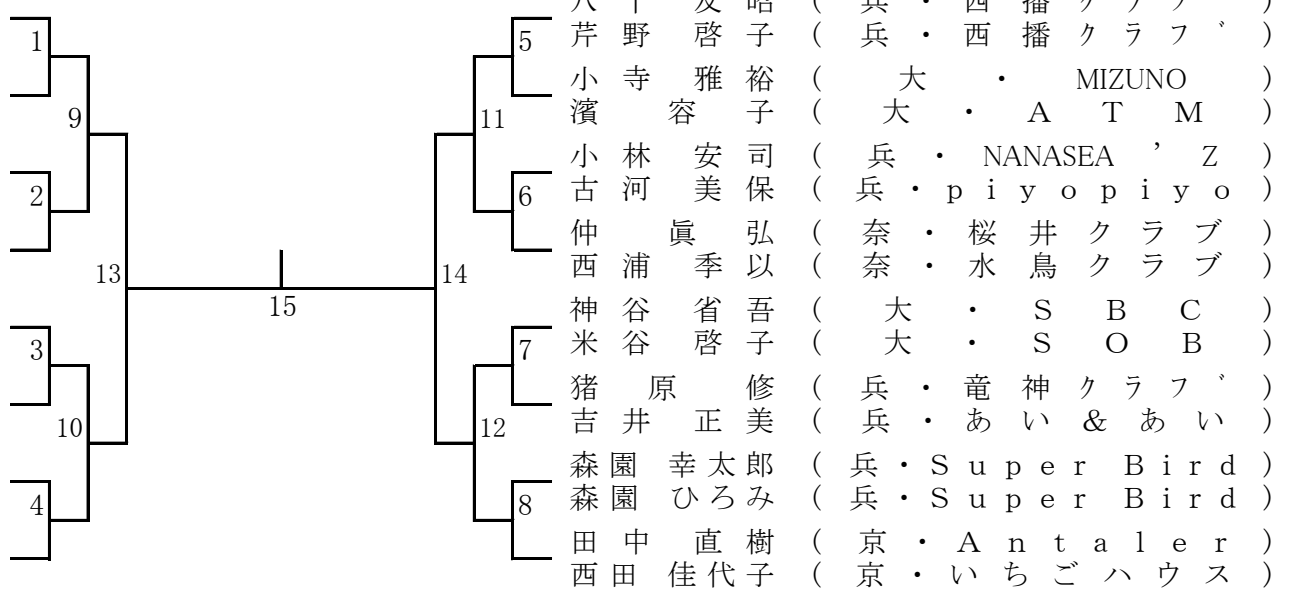 芹野 啓子 (兵・西播クラブ)
小寺 雅裕 (大・MIZUNO)
濱 容子 (大・ATM)
小林 安司 (兵・NANASEA’Z)
古河 美保 (兵・piyopiyo)
仲 眞弘 (奈・桜井クラブ)
西浦 季以 (奈・水鳥クラブ)
神谷 省吾 (大・SBC)
米谷 啓子 (大・SOB)
猪原 修 (兵・竜神クラブ)
吉井 正美 (兵・あい&あい)
森園 幸太郎 (兵・Super Bird)
森園 ひろみ (兵・Super Bird)
田中 直樹 (京・Antaler)
西田 佳代子 (京・いちごハウス)
1
5
9
11
2
6
13
14
15
3
7
10
12
4
8